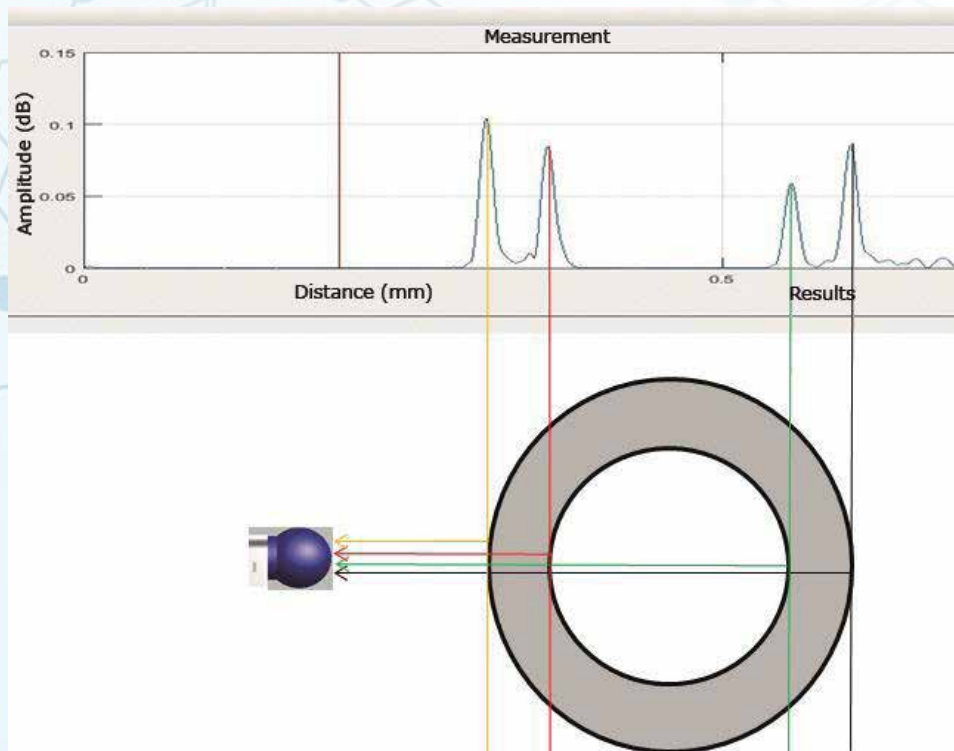 Measurement
0.15
0.1
0.05
0
Amplitude (dB)
0
0.5
Distance (mm)
Results